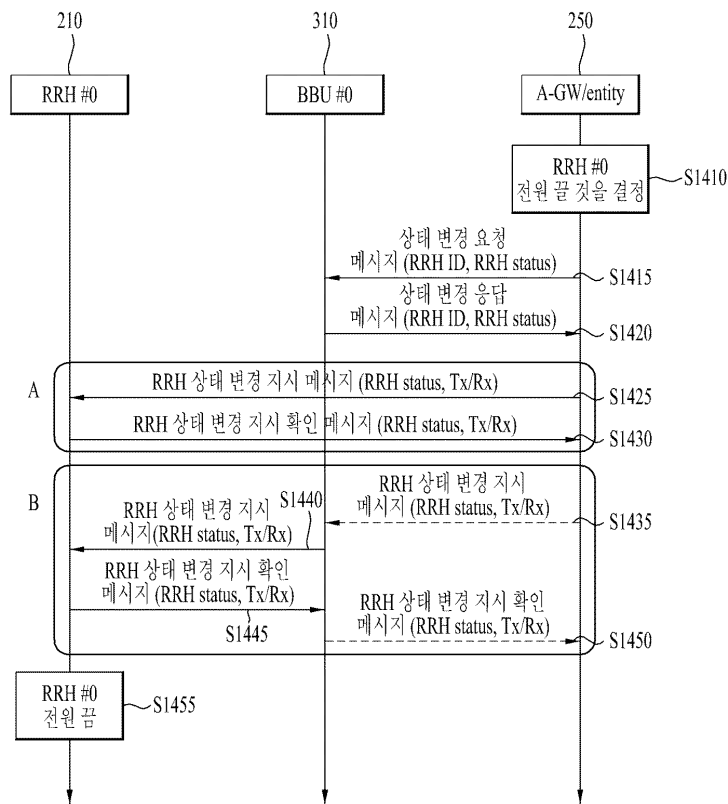 210
310
250
RRH #0
BBU #0
A-GW/entity
RRH #0
전원 끌 것을 결정
S1410
상태 변경 요청
메시지 (RRH ID, RRH status)
S1415
상태 변경 응답
메시지 (RRH ID, RRH status)
S1420
A
RRH 상태 변경 지시 메시지 (RRH status, Tx/Rx)
S1425
RRH 상태 변경 지시 확인 메시지 (RRH status, Tx/Rx)
S1430
B
RRH 상태 변경 지시
메시지 (RRH status, Tx/Rx)
S1435
S1440
RRH 상태 변경 지시
메시지(RRH status, Tx/Rx)
RRH 상태 변경 지시 확인
메시지 (RRH status, Tx/Rx)
S1445
RRH 상태 변경 지시 확인
메시지 (RRH status, Tx/Rx)
S1450
RRH #0
전원 끔
S1455